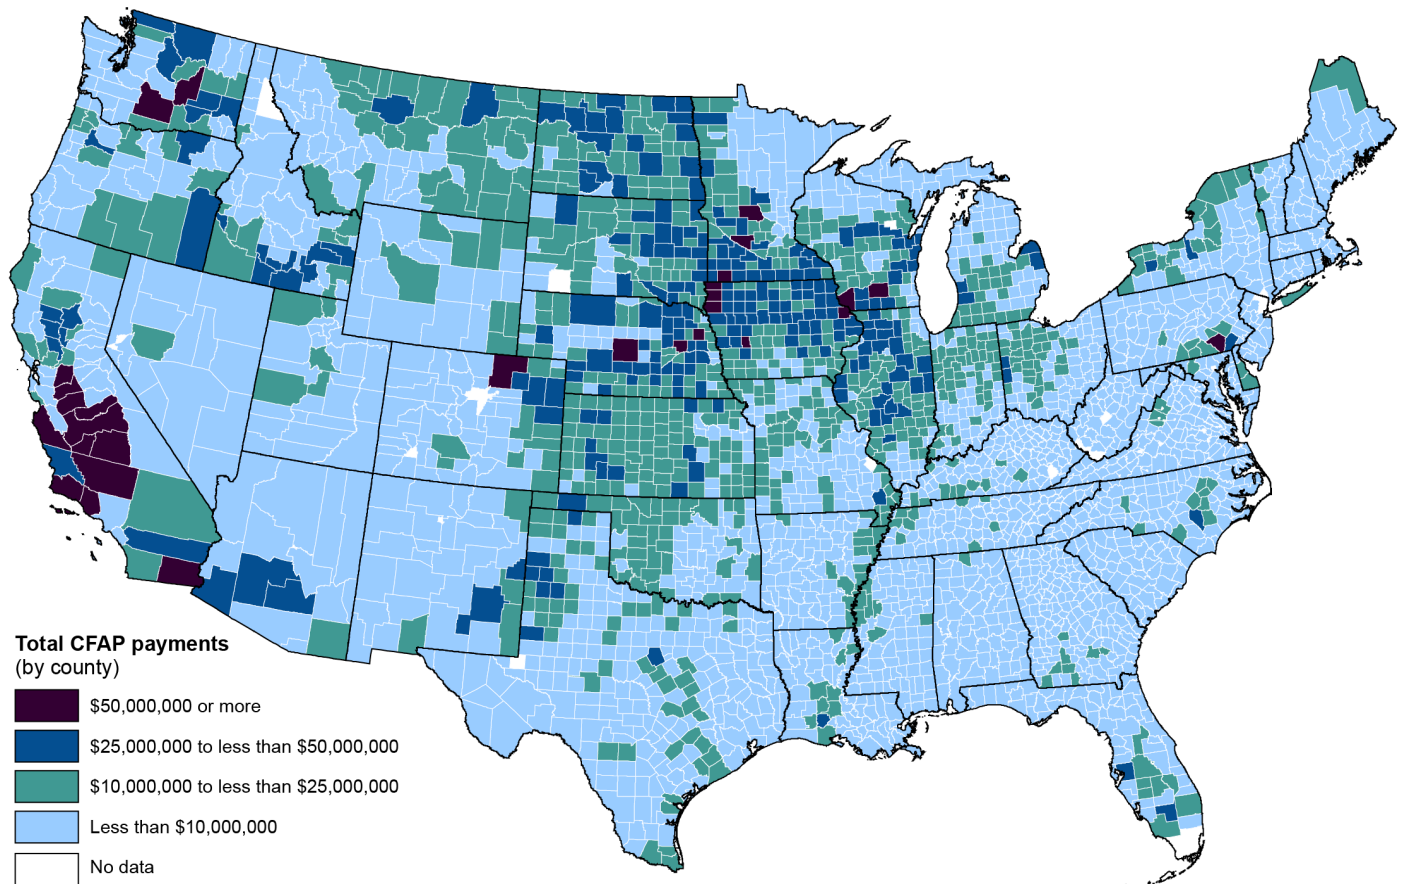 Total CFAP payments
(by county)
$50,000,000 or more
$25,000,000 to less than $50,000,000
$10,000,000 to less than $25,000,000
Less than $10,000,000
No data